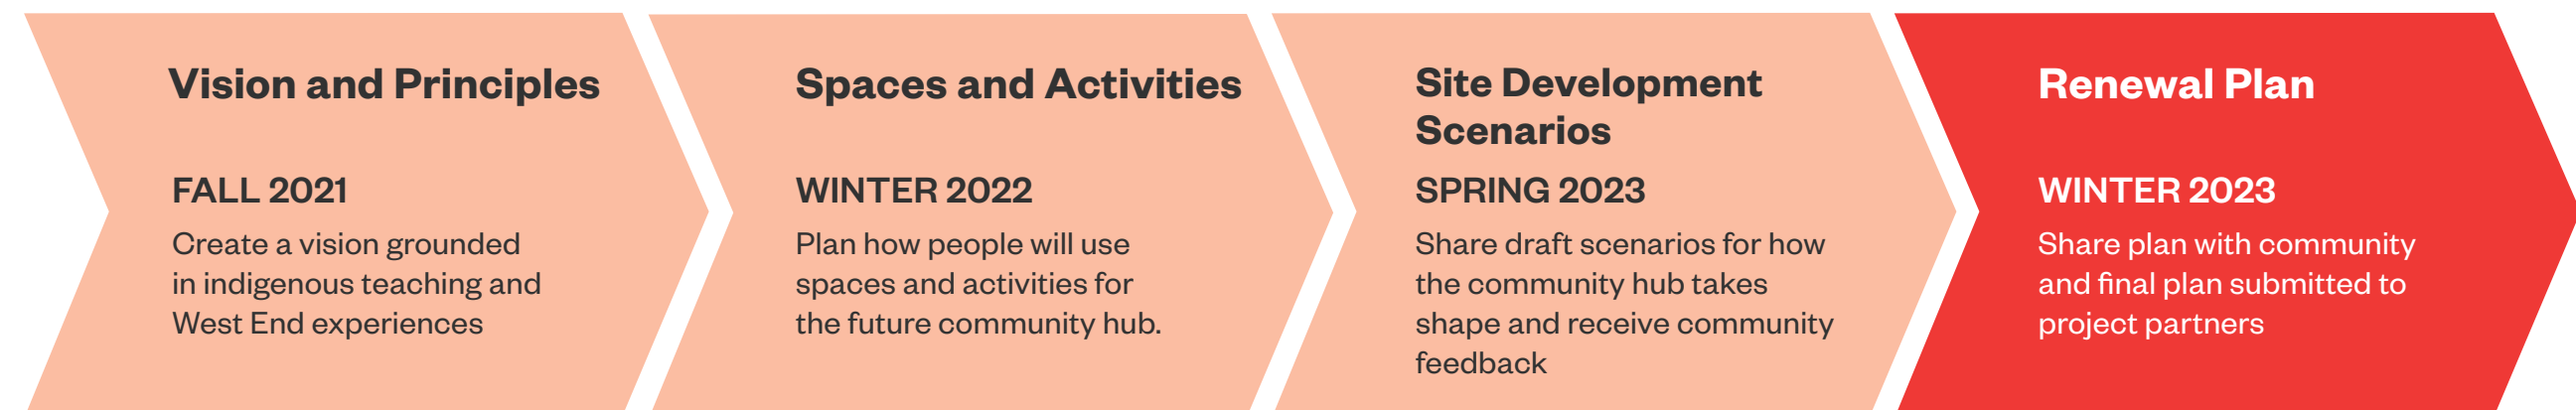 Vision and Principles
FALL 2021
Create a vision grounded
in indigenous teaching and
West End experiences
Spaces and Activities
WINTER 2022
Plan how people will use
spaces and activities for
the future community hub.
Site Development
Scenarios
SPRING 2023
Share draft scenarios for how
the community hub takes
shape and receive community
feedback
Renewal Plan
WINTER 2023
Share plan with community
and final plan submitted to
project partners